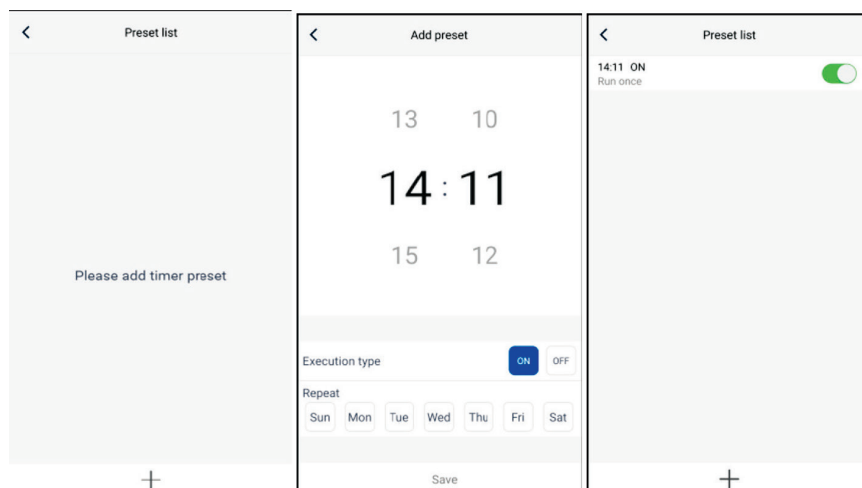 Preset list
Please add timer preset
Add preset
13 10
14 : 11
15 12
Execution type ON OFF
Repeat
Sun Mon Tue Wed Thu Fri Sat
Save
Preset list
14:11 ON
Run once